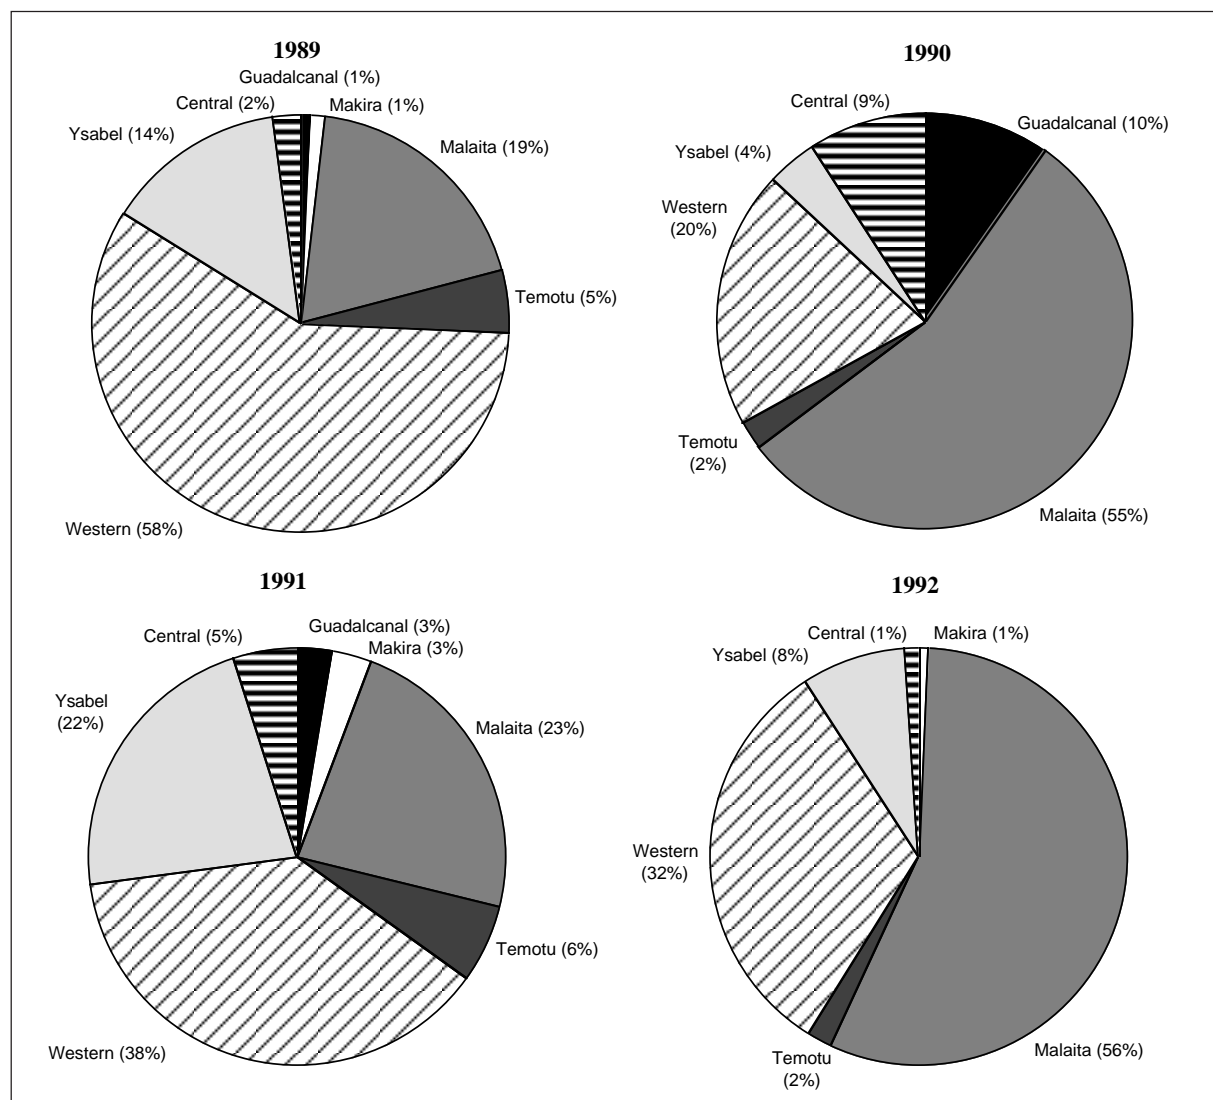 1989
Guadalcanal (1%)
Central (2%)
Makira (1%)
Ysabel (14%)
Malaita (19%)
Temotu (5%)
Western (58%)
1990
Central (9%)
Guadalcanal (10%)
Ysabel (4%)
Western
(20%)
Temotu
(2%)
Malaita (55%)
1991
Guadalcanal (3%)
Central (5%)
Makira (3%)
Ysabel
(22%)
Malaita (23%)
Temotu (6%)
Western (38%)
1992
Central (1%)
Makira (1%)
Ysabel (8%)
Western
(32%)
Temotu
(2%)
Malaita (56%)